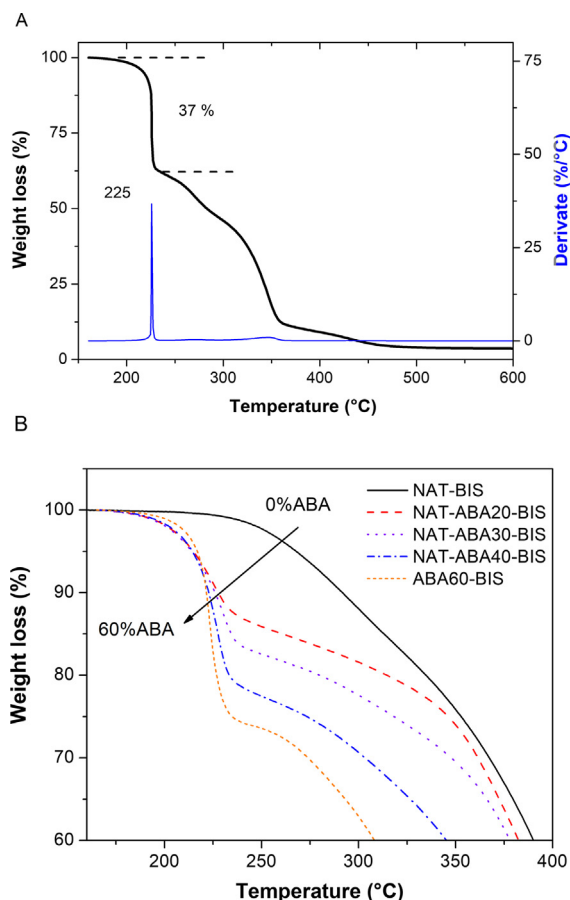 A
100
75
50
25
0
Weight loss (%)
37 %
225
75
50
25
0
Derivate (%/°C)
200
300
400
500
600
Temperature (°C)
B
100
90
80
70
60
Weight loss (%)
0%ABA
60%ABA
NAT-BIS
NAT-ABA20-BIS
NAT-ABA30-BIS
NAT-ABA40-BIS
ABA60-BIS
200
250
300
350
400
Temperature (°C)